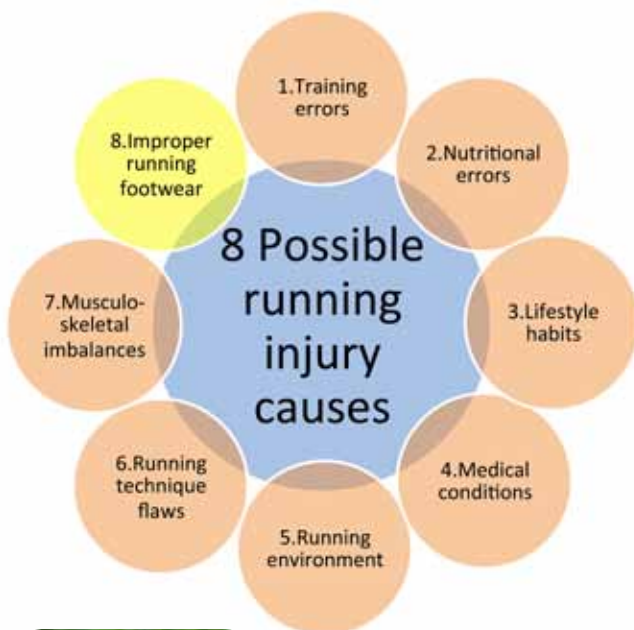 8 Possible
running
injury
causes
1.Training
errors
2.Nutritional
errors
3.Lifestyle
habits
4.Medical
conditions
5.Running
environment
6.Running
technique
flaws
7.Musculo-
skeletal
imbalances
8.Improper
running
footwear